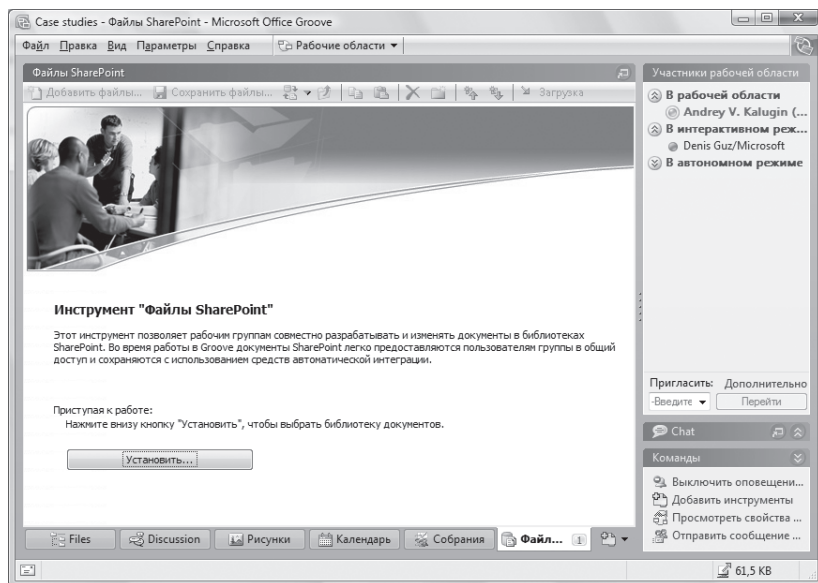 Case studies - Файлы SharePoint - Microsoft Office Groove
Файл Правка Вид Параметры Справка Рабочие области
Файлы SharePoint
Добавить файлы... Сохранить файлы... Загрузка
Инструмент "Файлы SharePoint"
Этот инструмент позволяет рабочим группам совместно разрабатывать и изменять документы в библиотеках
SharePoint. Во время работы в Groove документы SharePoint легко предоставляются пользователям группы в общий
доступ и сохраняются с использованием средств автоматической интеграции.
Приступая к работе:
Нажмите внизу кнопку "Установить", чтобы выбрать библиотеку документов.
Установить...
Files Discussion Рисунки Календарь Собрания Файл... 1
Участники рабочей области
В рабочей области
Andrey V. Kalugin (...
В интерактивном реж...
Denis Guz/Microsoft
В автономном режиме
Пригласить: Дополнительно
-Введите Перейти
Chat
Команды
Выключить оповещени...
Добавить инструменты
Просмотреть свойства ...
Отправить сообщение ...
61,5 KB